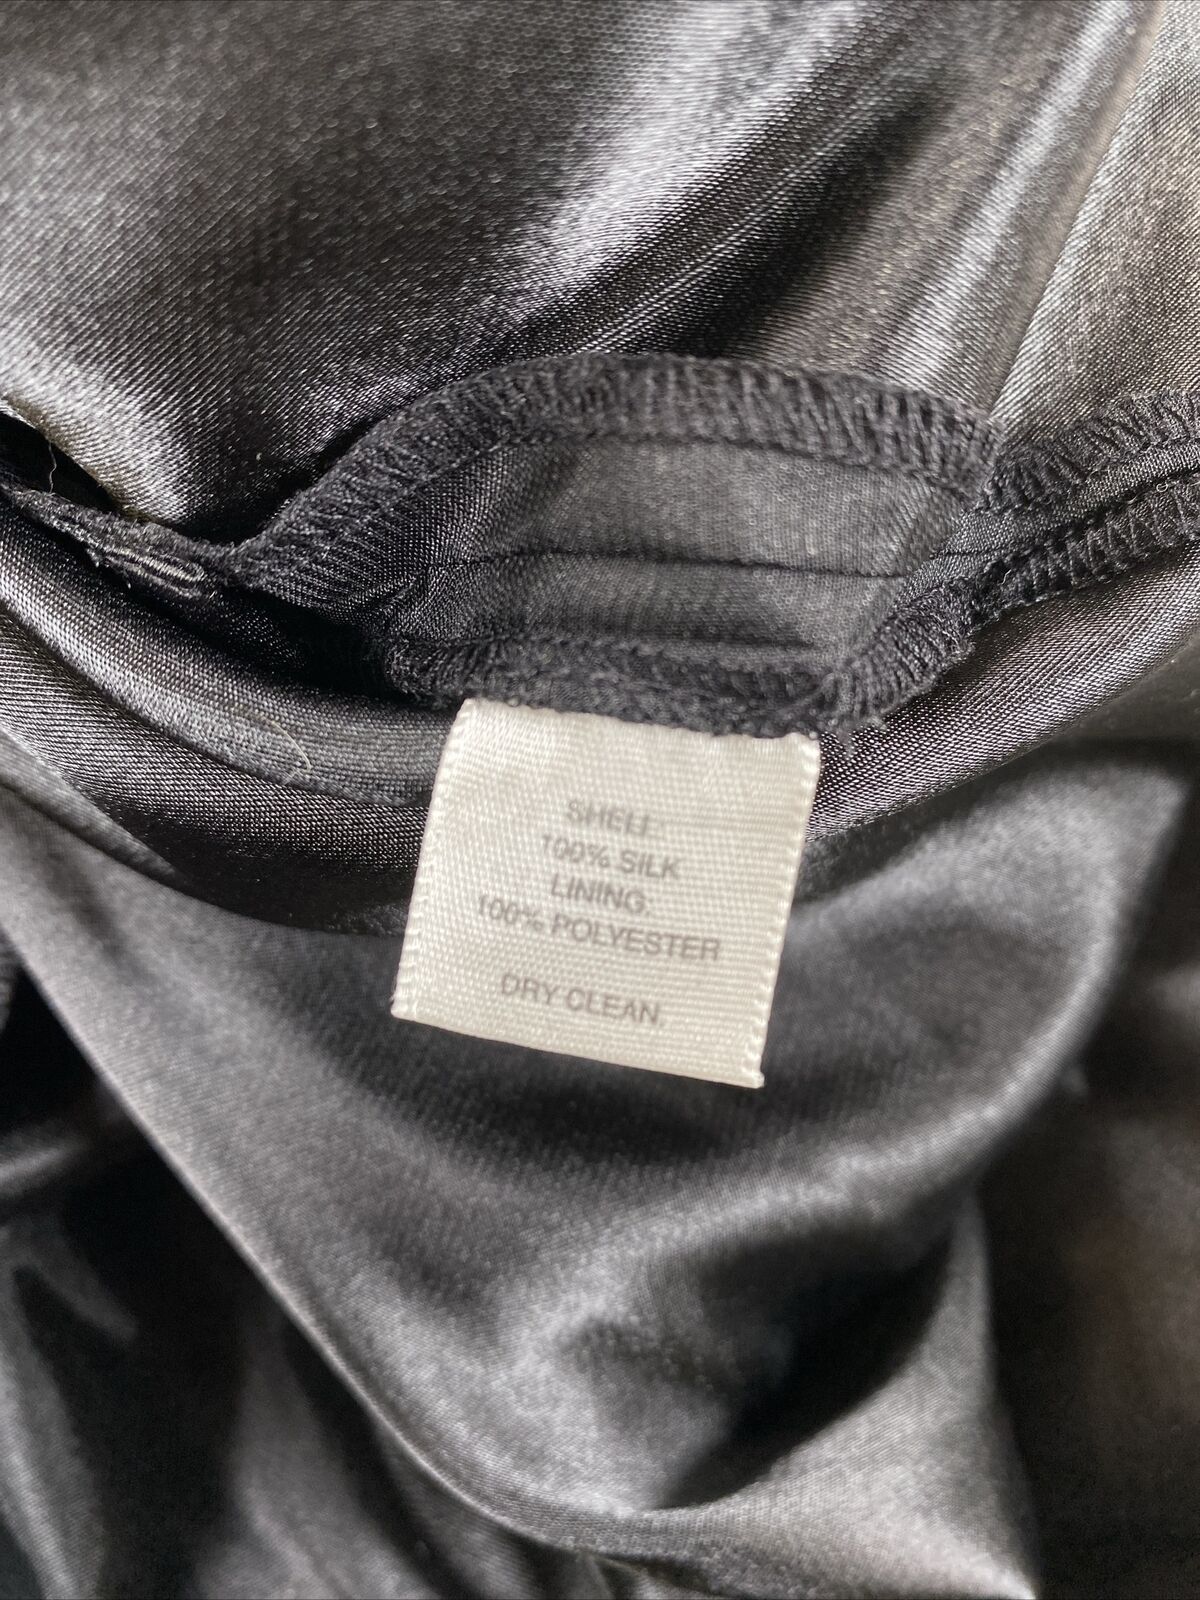 SHELL.
100% SILK
LINING.
100% POLYESTER
DRY CLEAN.